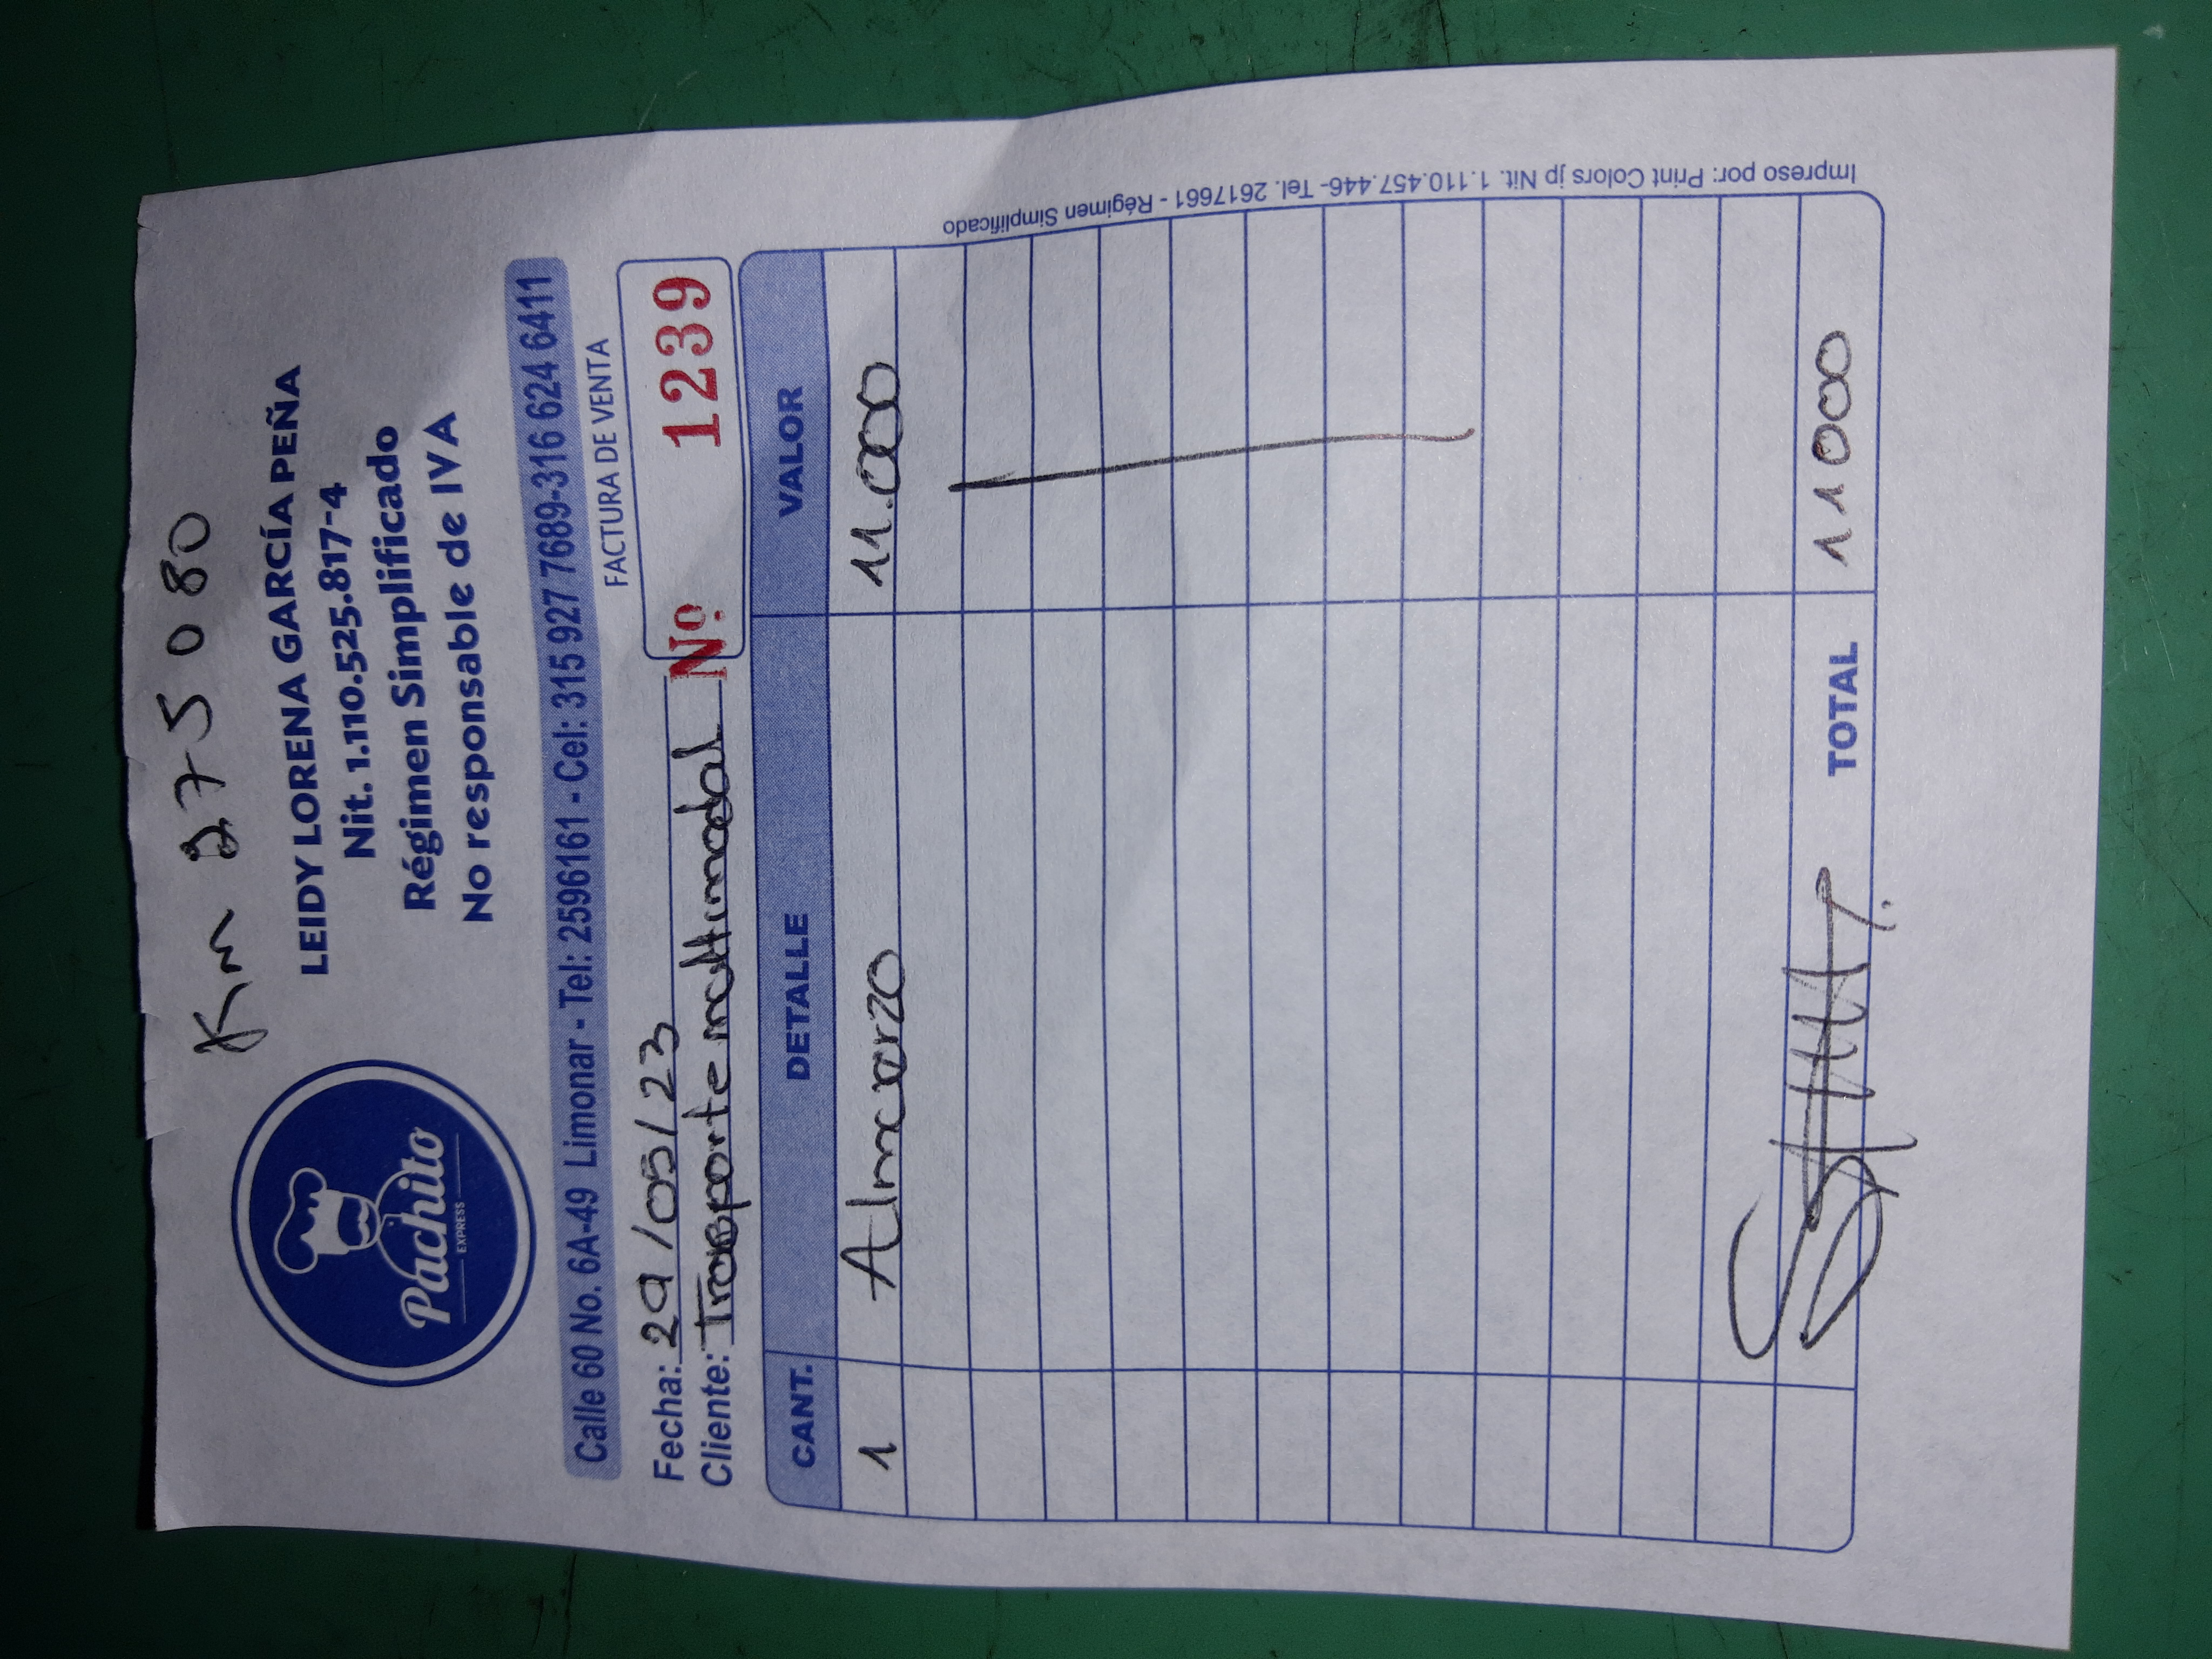 Km 275080
Pachito
EXPRESS
LEIDY LORENA GARCÍA PEÑA
Nit. 1.110.525.817-4
Régimen Simplificado
No responsable de IVA
Calle 60 No. 6A-49 Limonar - Tel: 2596161 - Cel: 315 927 7689-316 624 6411
FACTURA DE VENTA
Fecha: 29/05/23
Nº 1239
Cliente: Trasporte multimodal
CANT. DETALLE VALOR
1 Almuerzo 11.000
TOTAL 11000
Impreso por: Print Colors jp Nit. 1.110.457.446- Tel. 2617661 - Régimen Simplificado